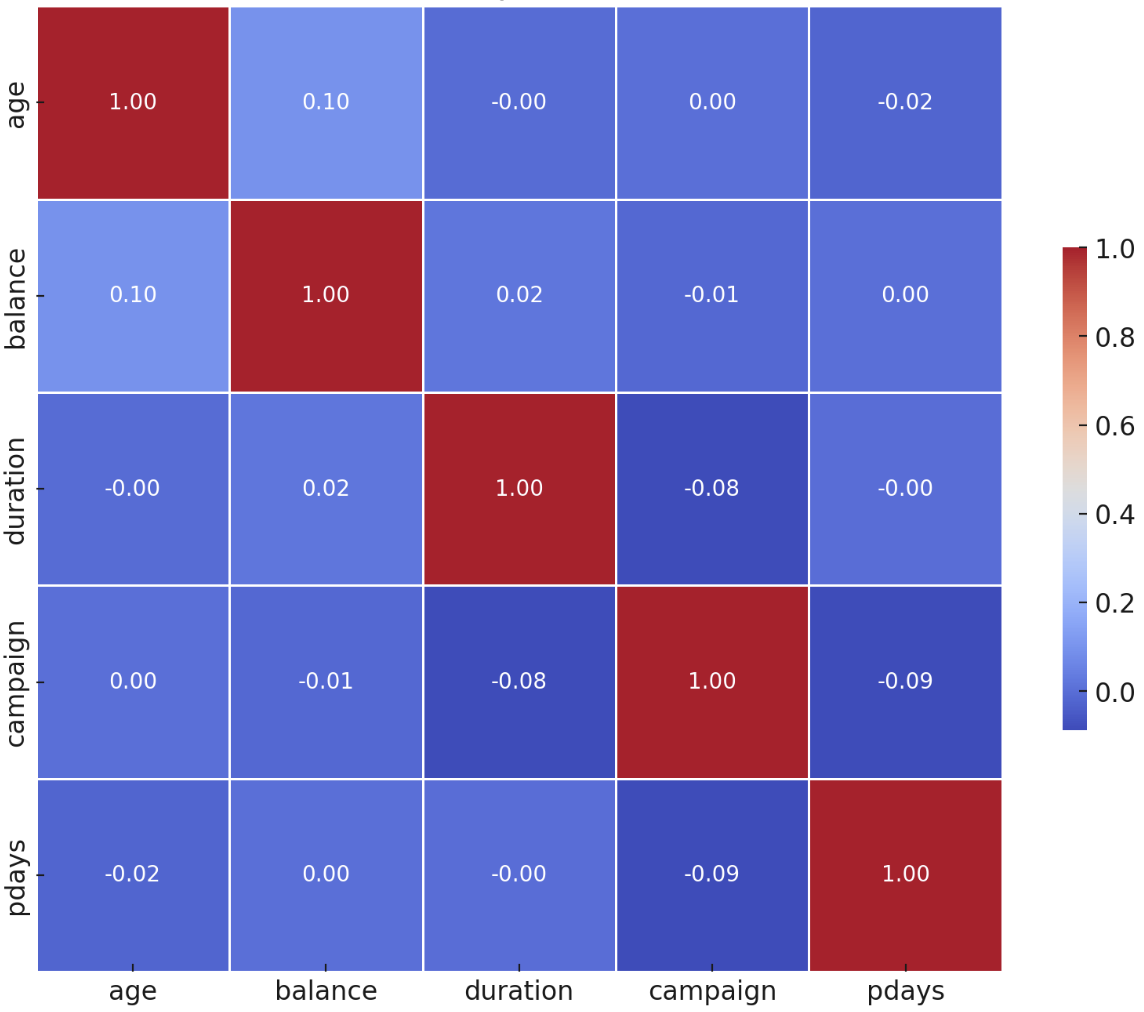 age 1.00 0.10 -0.00 0.00 -0.02
balance 0.10 1.00 0.02 -0.01 0.00
duration -0.00 0.02 1.00 -0.08 -0.00
campaign 0.00 -0.01 -0.08 1.00 -0.09
pdays -0.02 0.00 -0.00 -0.09 1.00
age balance duration campaign pdays
1.0
0.8
0.6
0.4
0.2
0.0